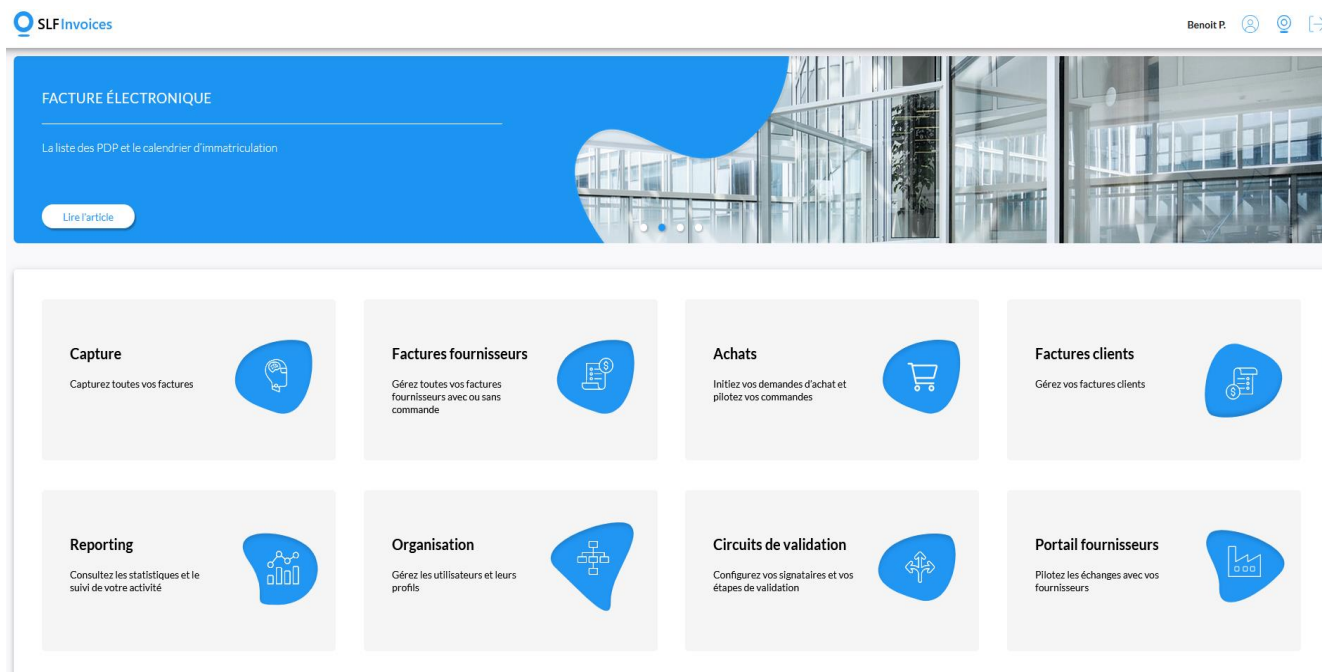 SLFInvoices
Benoit P.
FACTURE ÉLECTRONIQUE
La liste des PDP et le calendrier d'immatriculation
Lire l'article
Capture
Capturez toutes vos factures
Factures fournisseurs
Gérez toutes vos factures
fournisseurs avec ou sans
commande
Achats
Initiez vos demandes d'achat et
pilotez vos commandes
Factures clients
Gérez vos factures clients
Reporting
Consultez les statistiques et le
suivi de votre activité
Organisation
Gérez les utilisateurs et leurs
profils
Circuits de validation
Configurez vos signataires et vos
étapes de validation
Portail fournisseurs
Pilotez les échanges avec vos
fournisseurs